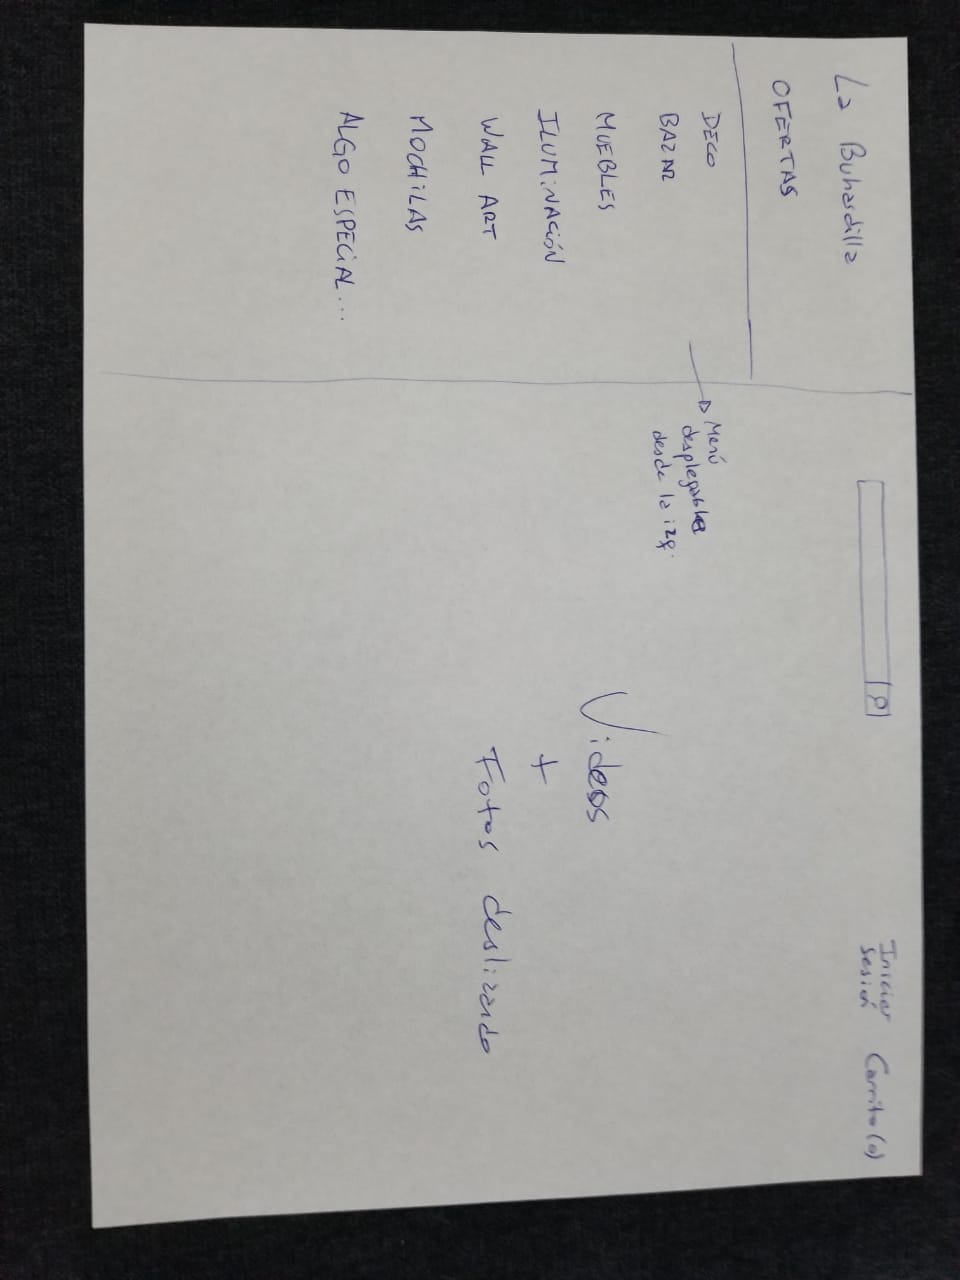 La Buhardilla
OFERTAS
DECO
BAZAR
MUEBLES
ILUMINACIÓN
WALL ART
MOCHILAS
ALGO ESPECIAL...
Menú
desplegable
desde la izq.
Videos
+
Fotos deslizando
Iniciar
sesión
Carrito (0)